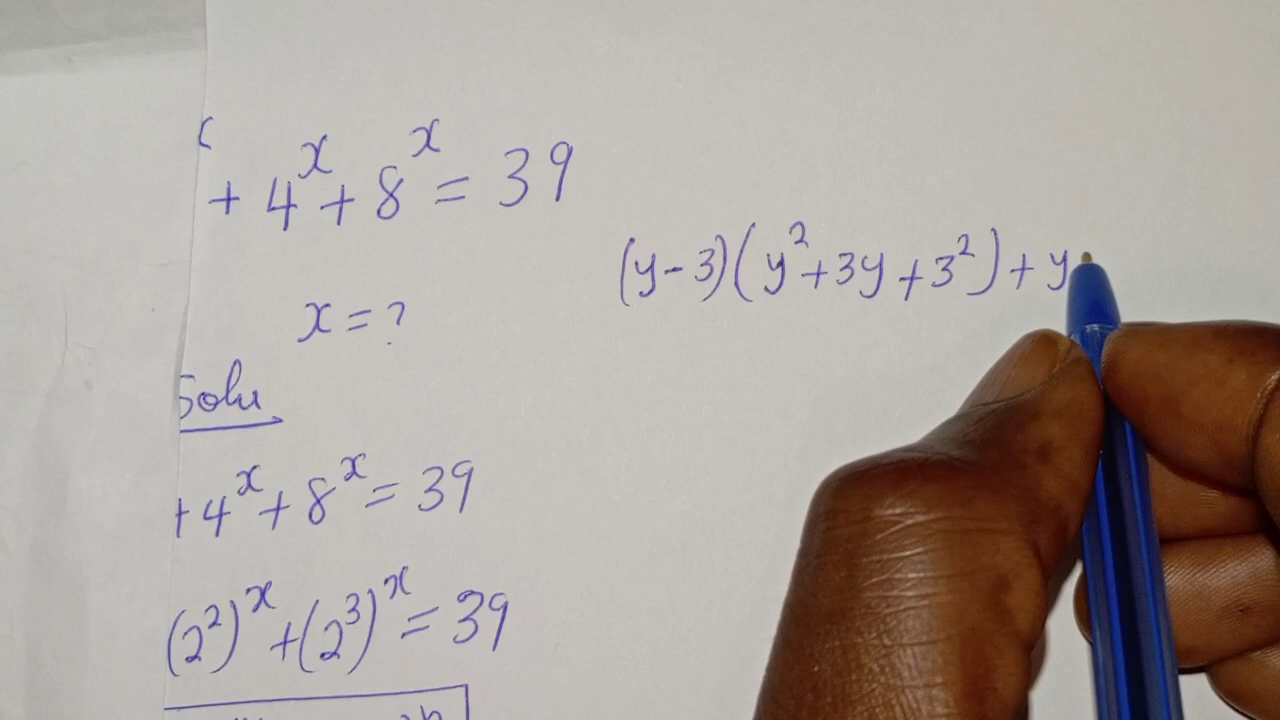 + 4^x + 8^x = 39
(y - 3)(y^2 + 3y + 3^2) + y
x = ?
Solu
+ 4^x + 8^x = 39
(2^2)^x + (2^3)^x = 39